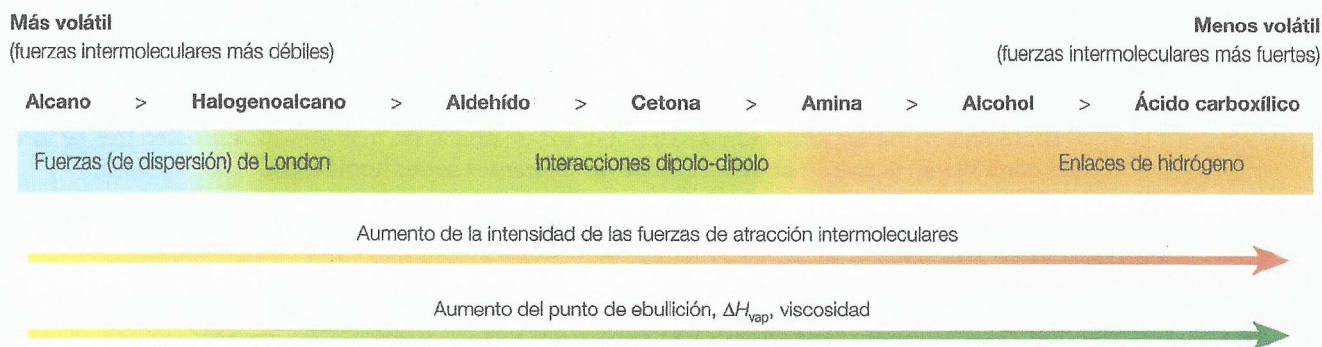 Más volátil
(fuerzas intermoleculares más débiles)
Menos volátil
(fuerzas intermoleculares más fuertes)
Alcano > Halogenoalcano > Aldehído > Cetona > Amina > Alcohol > Ácido carboxílico
Fuerzas (de dispersión) de London Interacciones dipolo-dipolo Enlaces de hidrógeno
Aumento de la intensidad de las fuerzas de atracción intermoleculares
Aumento del punto de ebullición, ΔHvap, viscosidad